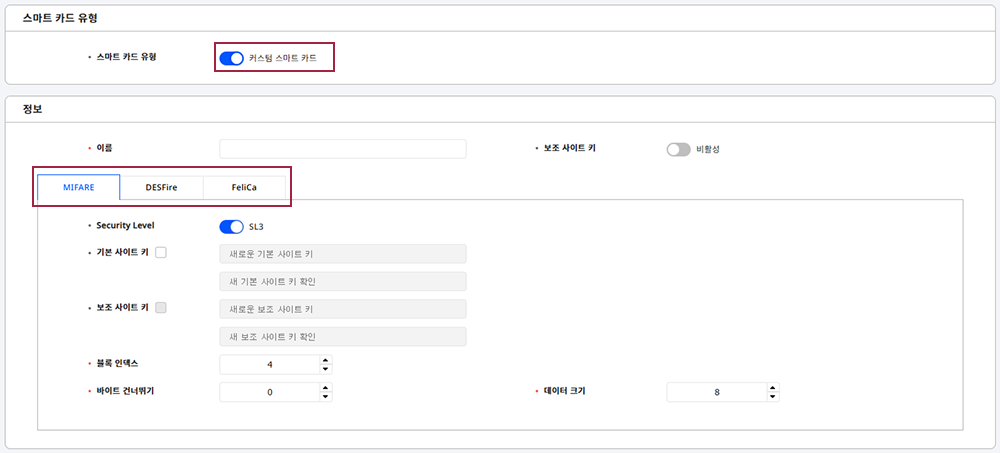 스마트 카드 유형
스마트 카드 유형 커스텀 스마트 카드
정보
이름 보조 사이트 키 비활성
MIFARE DESFire FeliCa
Security Level SL3
기본 사이트 키 새로운 기본 사이트 키
새 기본 사이트 키 확인
보조 사이트 키 새로운 보조 사이트 키
새 보조 사이트 키 확인
블록 인덱스 4
바이트 건너뛰기 0 데이터 크기 8